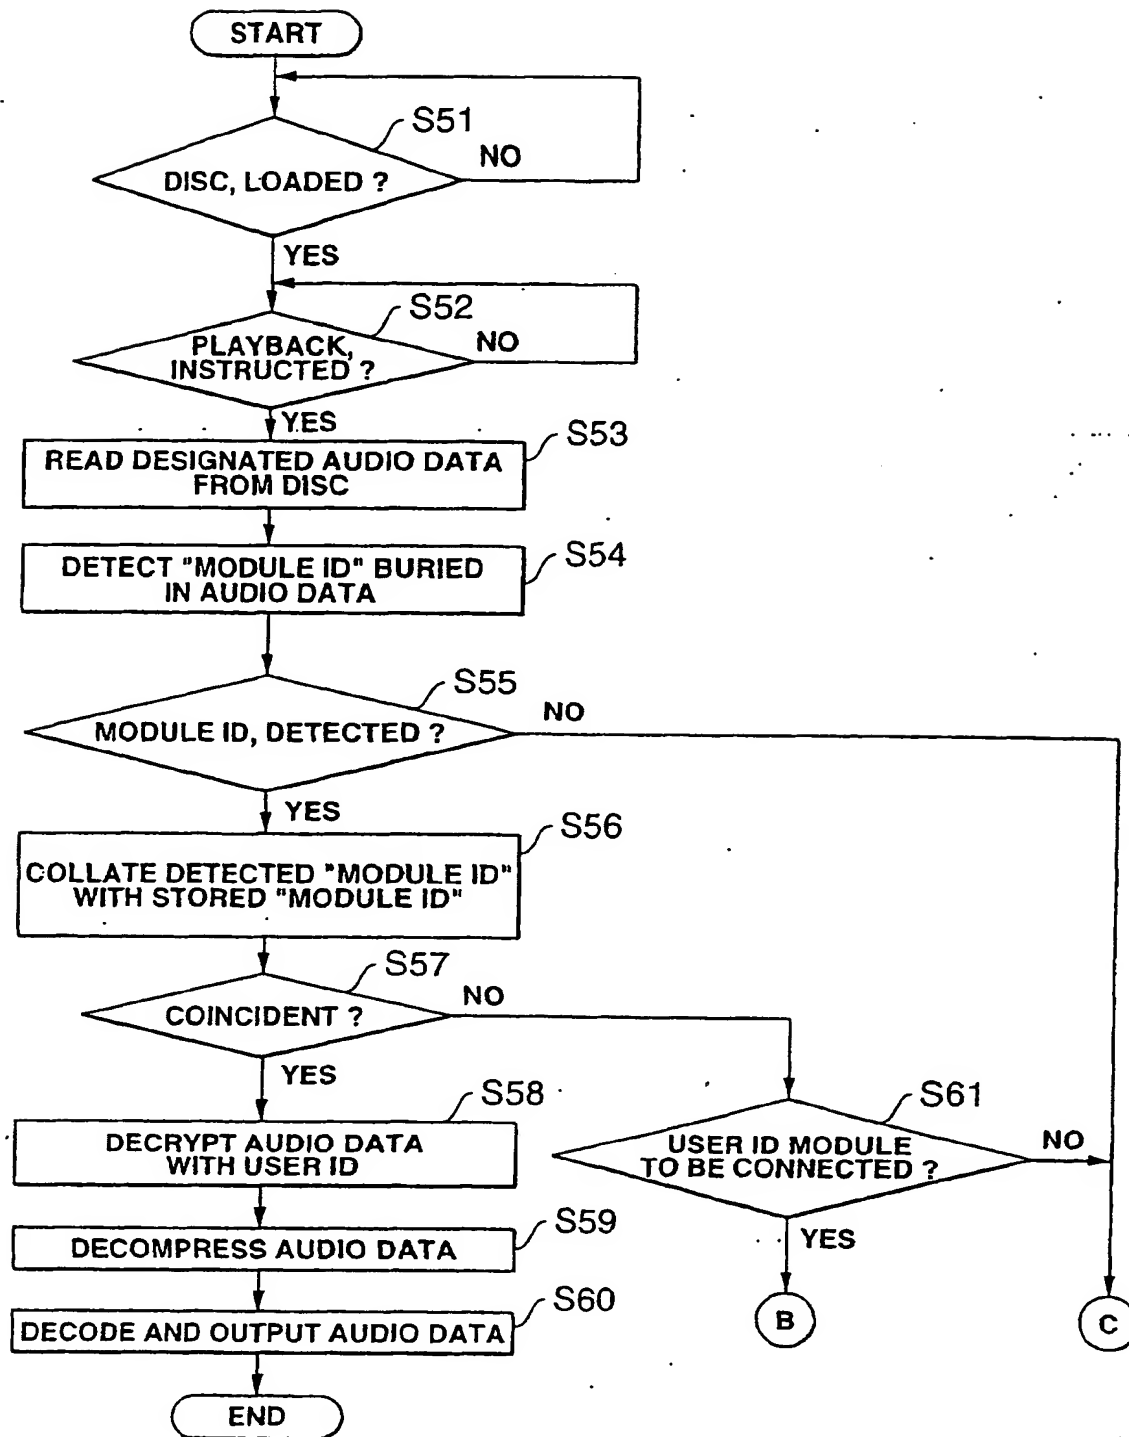 START
S51
DISC, LOADED ?
NO
YES
S52
PLAYBACK,
INSTRUCTED ?
NO
YES
S53
READ DESIGNATED AUDIO DATA
FROM DISC
S54
DETECT "MODULE ID" BURIED
IN AUDIO DATA
S55
MODULE ID, DETECTED ?
NO
YES
S56
COLLATE DETECTED "MODULE ID"
WITH STORED "MODULE ID"
S57
COINCIDENT ?
NO
YES
S58
DECRYPT AUDIO DATA
WITH USER ID
S61
USER ID MODULE
TO BE CONNECTED ?
NO
YES
S59
DECOMPRESS AUDIO DATA
S60
DECODE AND OUTPUT AUDIO DATA
B
C
END